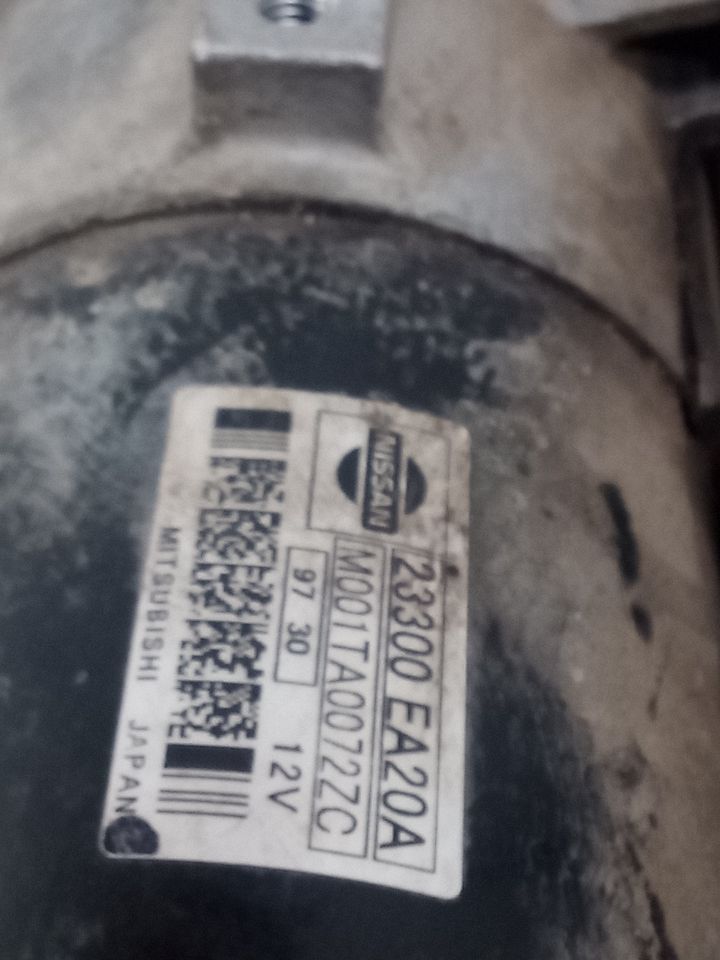 NISSAN
23300 EA20A
M001TA0072ZC
97 30
12V
MITSUBISHI JAPAN